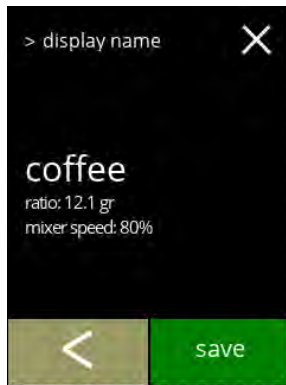 > display name
coffee
ratio: 12.1 gr
mixer speed: 80%
save